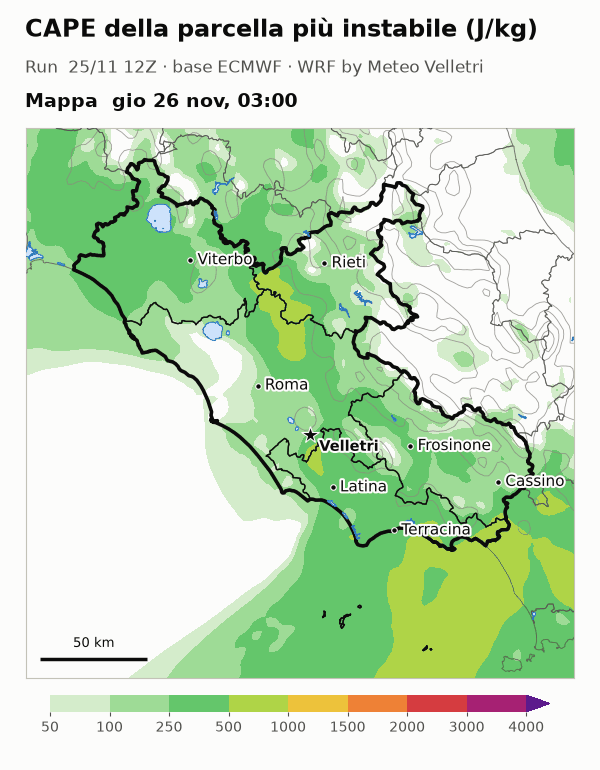 CAPE della parcella più instabile (J/kg)
Run  25/11 12Z · base ECMWF · WRF by Meteo Velletri
Mappa  gio 26 nov, 03:00
Viterbo
Rieti
Roma
Velletri
Frosinone
Cassino
Latina
Terracina
50 km
50 100 250 500 1000 1500 2000 3000 4000